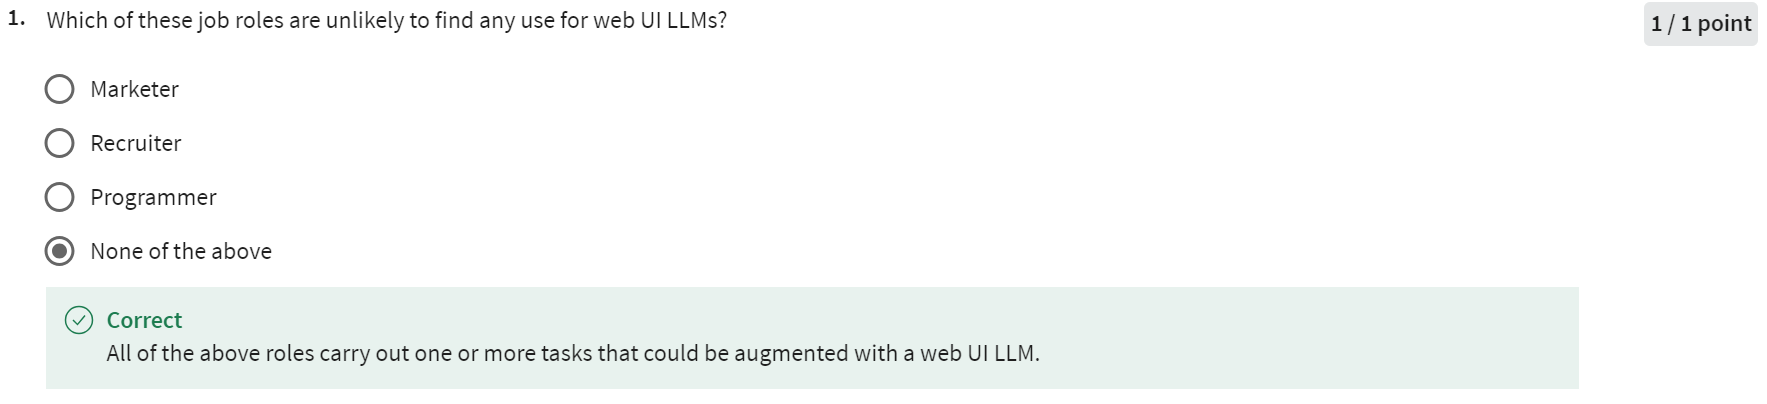 1. Which of these job roles are unlikely to find any use for web UI LLMs?
1 / 1 point
Marketer
Recruiter
Programmer
None of the above
Correct
All of the above roles carry out one or more tasks that could be augmented with a web UI LLM.